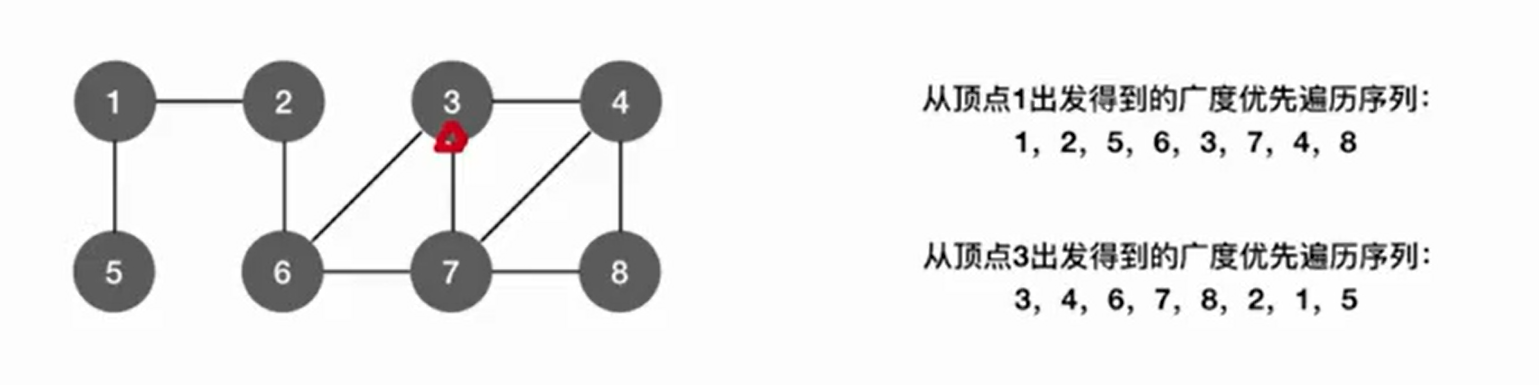 1 2 3 4
5 6 7 8
从顶点1出发得到的广度优先遍历序列：
1，2，5，6，3，7，4，8
从顶点3出发得到的广度优先遍历序列：
3，4，6，7，8，2，1，5